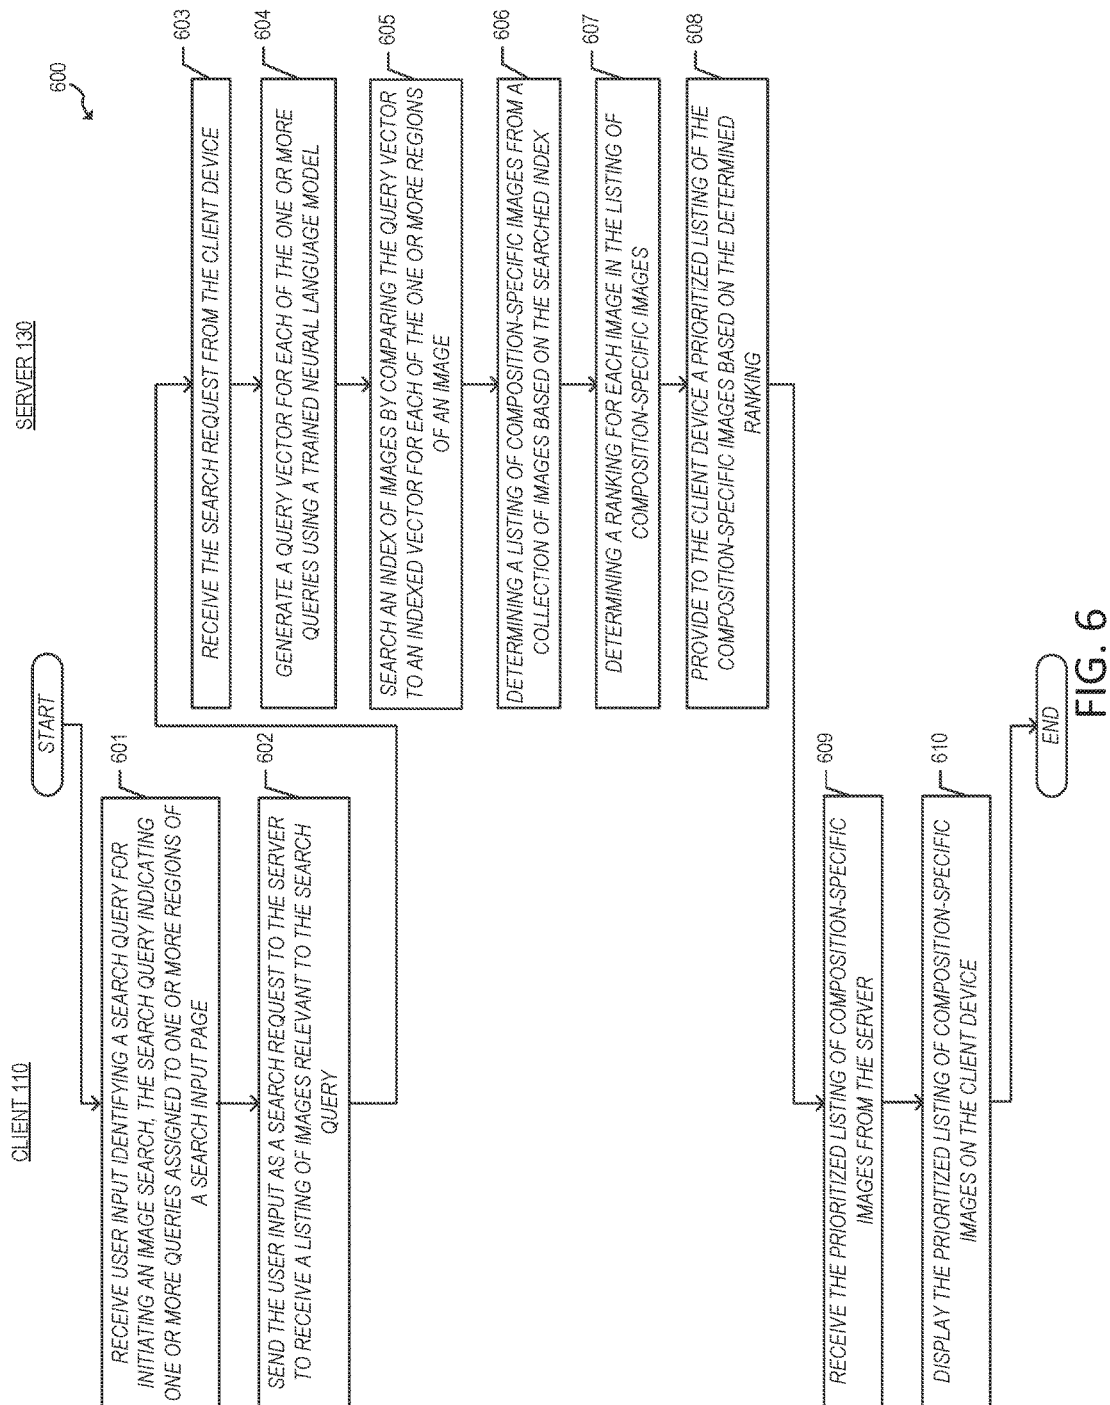 600
CLIENT 110
SERVER 130
START
RECEIVE USER INPUT IDENTIFYING A SEARCH QUERY FOR
INITIATING AN IMAGE SEARCH, THE SEARCH QUERY INDICATING
ONE OR MORE QUERIES ASSIGNED TO ONE OR MORE REGIONS OF
A SEARCH INPUT PAGE
601
SEND THE USER INPUT AS A SEARCH REQUEST TO THE SERVER
TO RECEIVE A LISTING OF IMAGES RELEVANT TO THE SEARCH
QUERY
602
RECEIVE THE SEARCH REQUEST FROM THE CLIENT DEVICE
603
GENERATE A QUERY VECTOR FOR EACH OF THE ONE OR MORE
QUERIES USING A TRAINED NEURAL LANGUAGE MODEL
604
SEARCH AN INDEX OF IMAGES BY COMPARING THE QUERY VECTOR
TO AN INDEXED VECTOR FOR EACH OF THE ONE OR MORE REGIONS
OF AN IMAGE
605
DETERMINING A LISTING OF COMPOSITION-SPECIFIC IMAGES FROM A
COLLECTION OF IMAGES BASED ON THE SEARCHED INDEX
606
DETERMINING A RANKING FOR EACH IMAGE IN THE LISTING OF
COMPOSITION-SPECIFIC IMAGES
607
PROVIDE TO THE CLIENT DEVICE A PRIORITIZED LISTING OF THE
COMPOSITION-SPECIFIC IMAGES BASED ON THE DETERMINED
RANKING
608
RECEIVE THE PRIORITIZED LISTING OF COMPOSITION-SPECIFIC
IMAGES FROM THE SERVER
609
DISPLAY THE PRIORITIZED LISTING OF COMPOSITION-SPECIFIC
IMAGES ON THE CLIENT DEVICE
610
END
FIG. 6